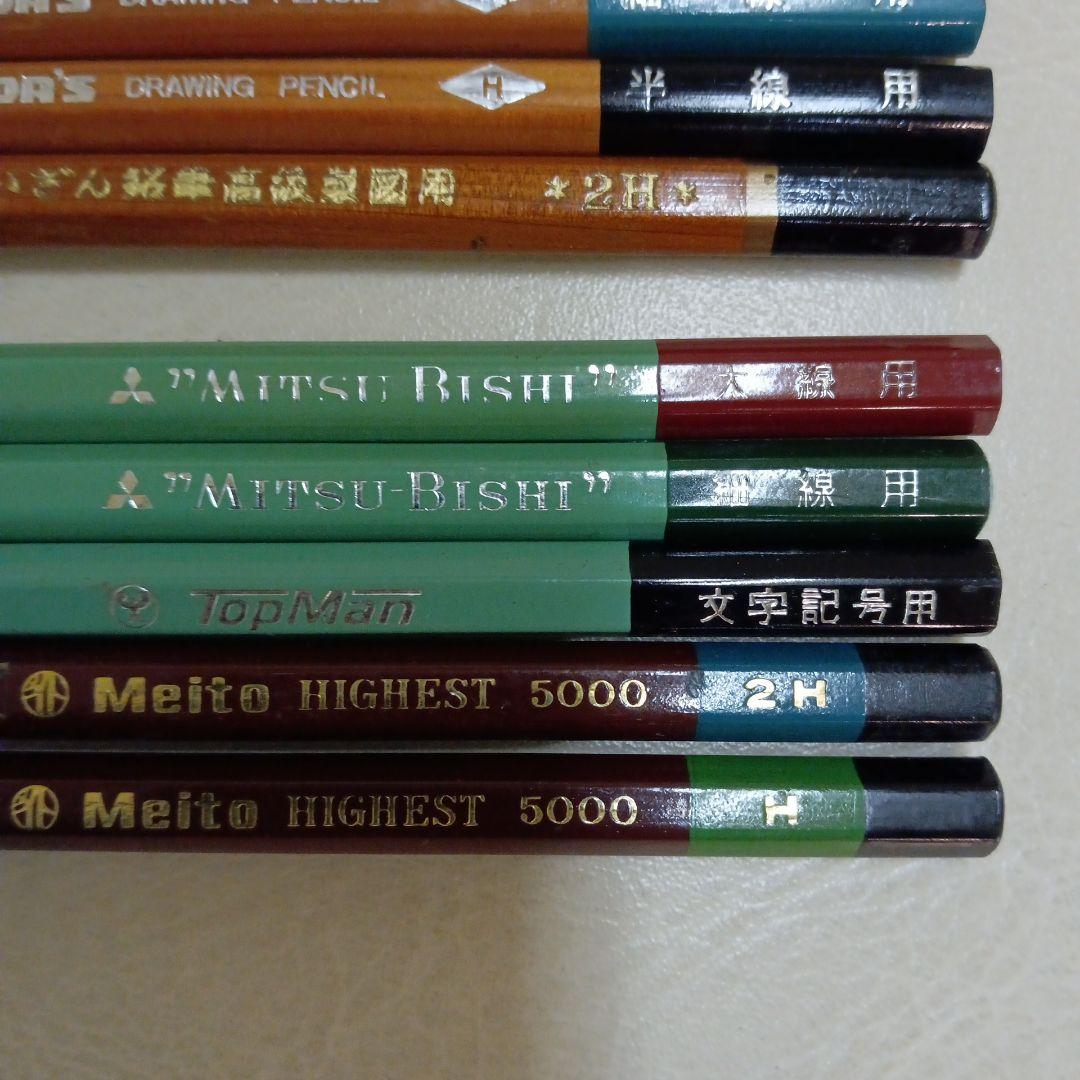 DRAWING PENCIL H 細線用
DRAWING PENCIL H 半線用
ぎん 鉛筆高級製図用 *2H*
"MITSU-BISHI" 太線用
"MITSU-BISHI" 細線用
TopMan 文字記号用
Meito HIGHEST 5000 2H
Meito HIGHEST 5000 H